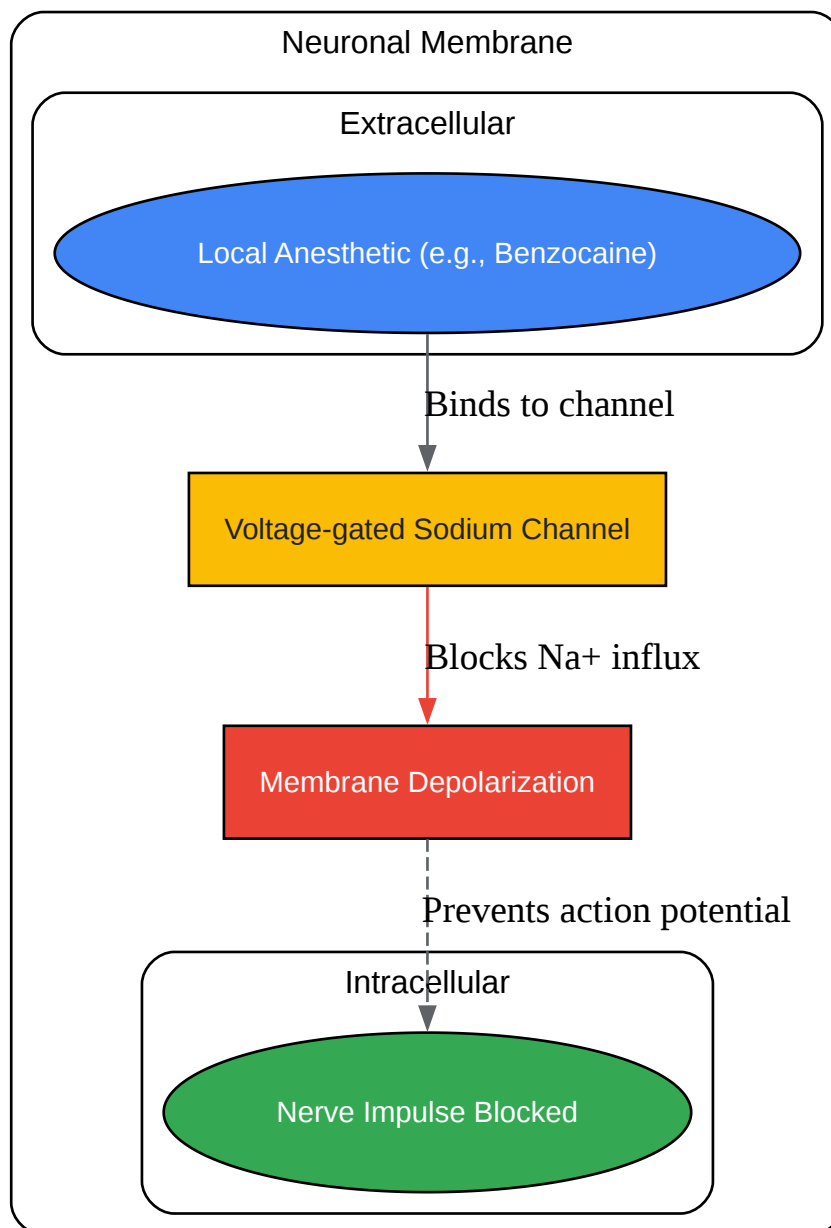 Neuronal Membrane
Extracellular
Local Anesthetic (e.g., Benzocaine)
Binds to channel
Voltage-gated Sodium Channel
Blocks Na+ influx
Membrane Depolarization
Prevents action potential
Intracellular
Nerve Impulse Blocked